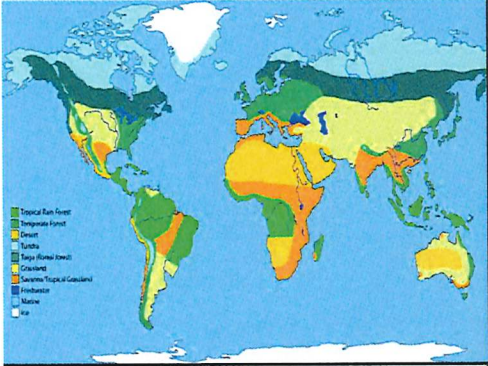 Tropical Rain Forest
Temperate Forest
Desert
Tundra
Taiga (Boreal forest)
Grassland
Savanna/Tropical Grassland
Freshwater
Marine
Ice